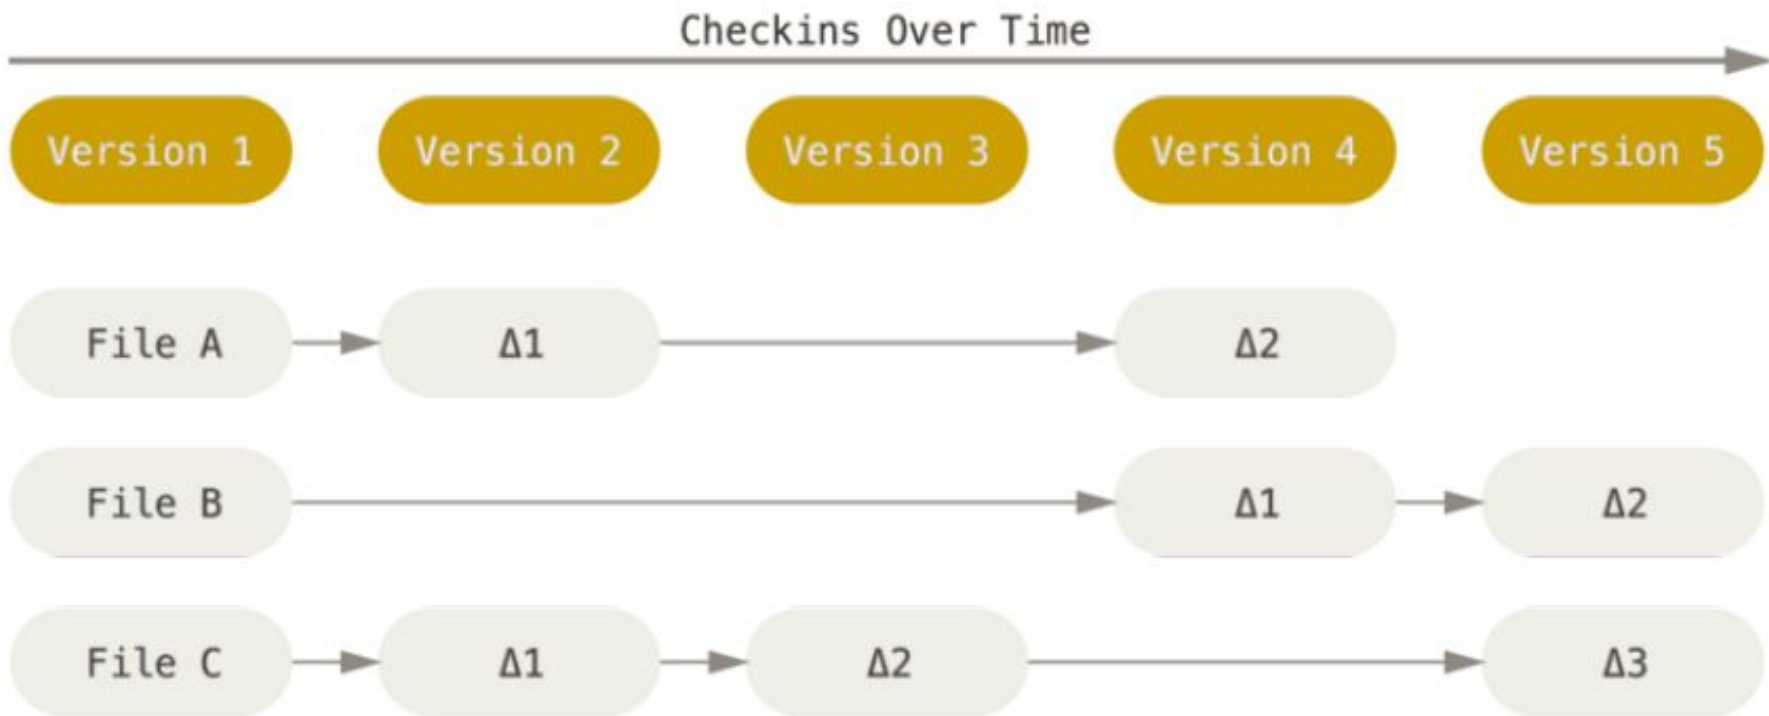 Checkins Over Time
Version 1 Version 2 Version 3 Version 4 Version 5
File A Δ1 Δ2
File B Δ1 Δ2
File C Δ1 Δ2 Δ3